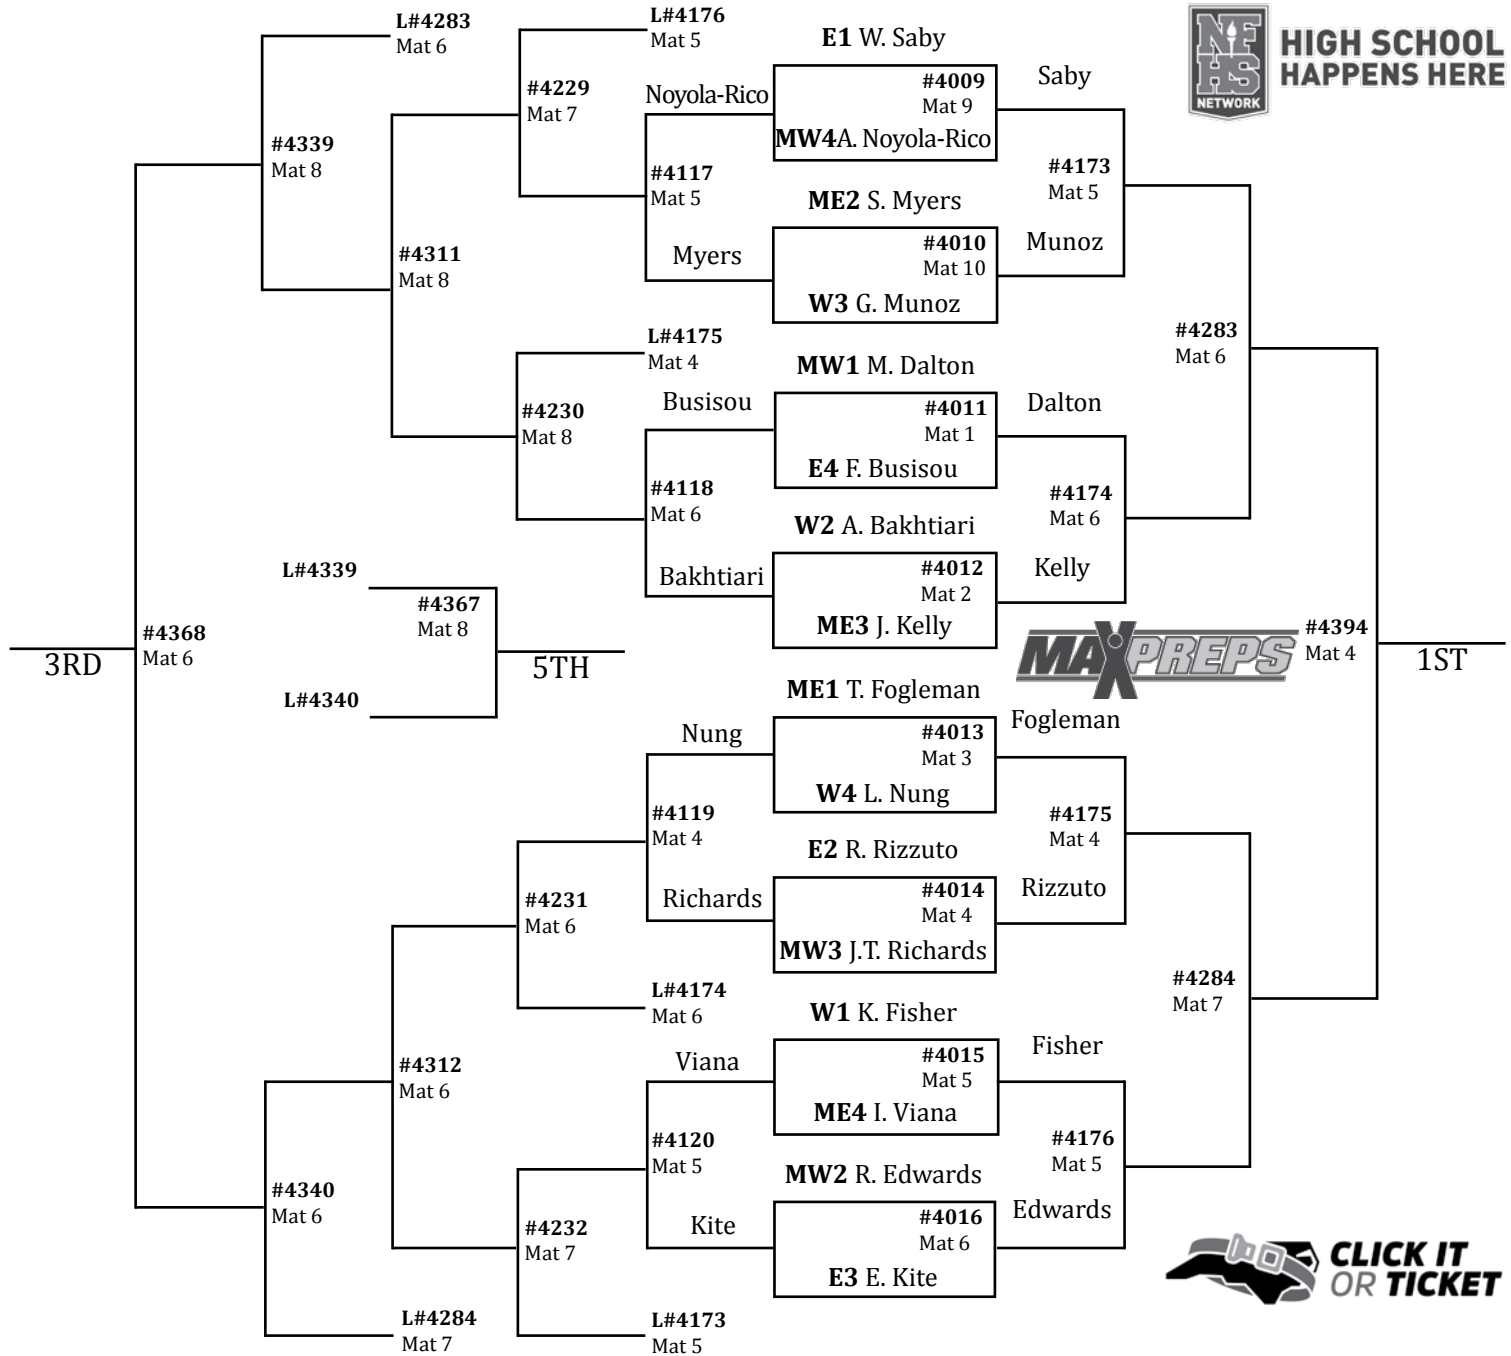 L#4283
Mat 6
L#4176
Mat 5
E1 W. Saby
HIGH SCHOOL
HAPPENS HERE
NF
HS
NETWORK
#4229
Mat 7
Noyola-Rico
#4009
Mat 9
Saby
MW4 A. Noyola-Rico
#4339
Mat 8
#4117
Mat 5
#4173
Mat 5
ME2 S. Myers
#4311
Mat 8
Myers
#4010
Mat 10
Munoz
W3 G. Munoz
L#4175
Mat 4
#4283
Mat 6
MW1 M. Dalton
#4230
Mat 8
Busisou
#4011
Mat 1
Dalton
E4 F. Busisou
#4118
Mat 6
#4174
Mat 6
W2 A. Bakhtiari
L#4339
Bakhtiari
#4012
Mat 2
Kelly
ME3 J. Kelly
#4367
Mat 8
#4368
Mat 6
3RD
5TH
MAXPREPS
#4394
Mat 4
1ST
L#4340
ME1 T. Fogleman
Nung
#4013
Mat 3
Fogleman
W4 L. Nung
#4119
Mat 4
#4175
Mat 4
E2 R. Rizzuto
#4231
Mat 6
Richards
#4014
Mat 4
Rizzuto
MW3 J.T. Richards
L#4174
Mat 6
#4284
Mat 7
W1 K. Fisher
#4312
Mat 6
Viana
#4015
Mat 5
Fisher
ME4 I. Viana
#4120
Mat 5
#4176
Mat 5
MW2 R. Edwards
#4340
Mat 6
#4232
Mat 7
Kite
#4016
Mat 6
Edwards
E3 E. Kite
CLICK IT
OR TICKET
L#4284
Mat 7
L#4173
Mat 5